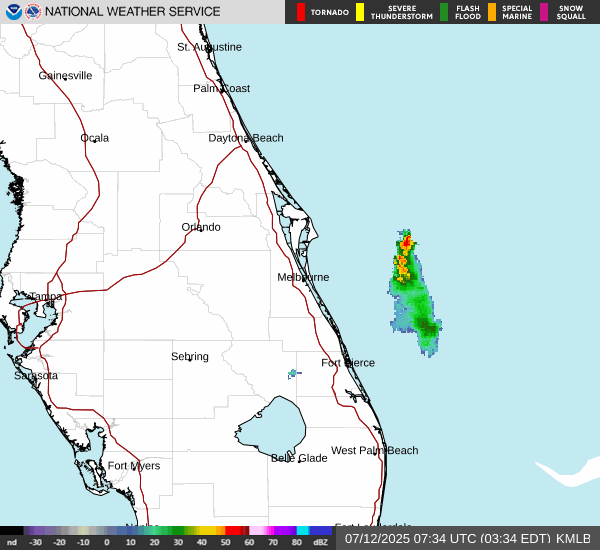 NATIONAL WEATHER SERVICE
TORNADO
SEVERE THUNDERSTORM
FLASH FLOOD
SPECIAL MARINE
SNOW SQUALL
St. Augustine
Gainesville
Palm Coast
Ocala
Daytona Beach
Orlando
Melbourne
Tampa
Sebring
Fort Pierce
Sarasota
West Palm Beach
Belle Glade
Fort Myers
Fort Lauderdale
nd -30 -20 -10 0 10 20 30 40 50 60 70 80 dBZ
07/12/2025 07:34 UTC (03:34 EDT) KMLB